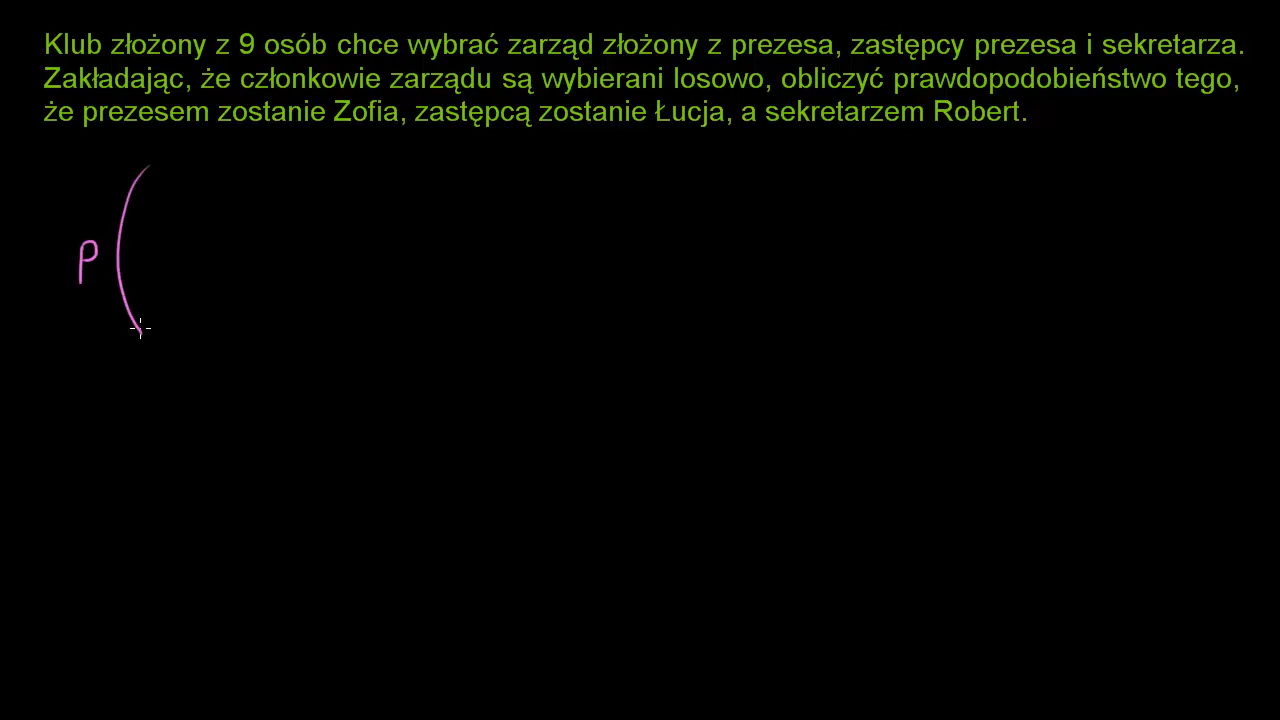 Klub złożony z 9 osób chce wybrać zarząd złożony z prezesa, zastępcy prezesa i sekretarza.
Zakładając, że członkowie zarządu są wybierani losowo, obliczyć prawdopodobieństwo tego,
że prezesem zostanie Zofia, zastępcą zostanie Łucja, a sekretarzem Robert.
P (